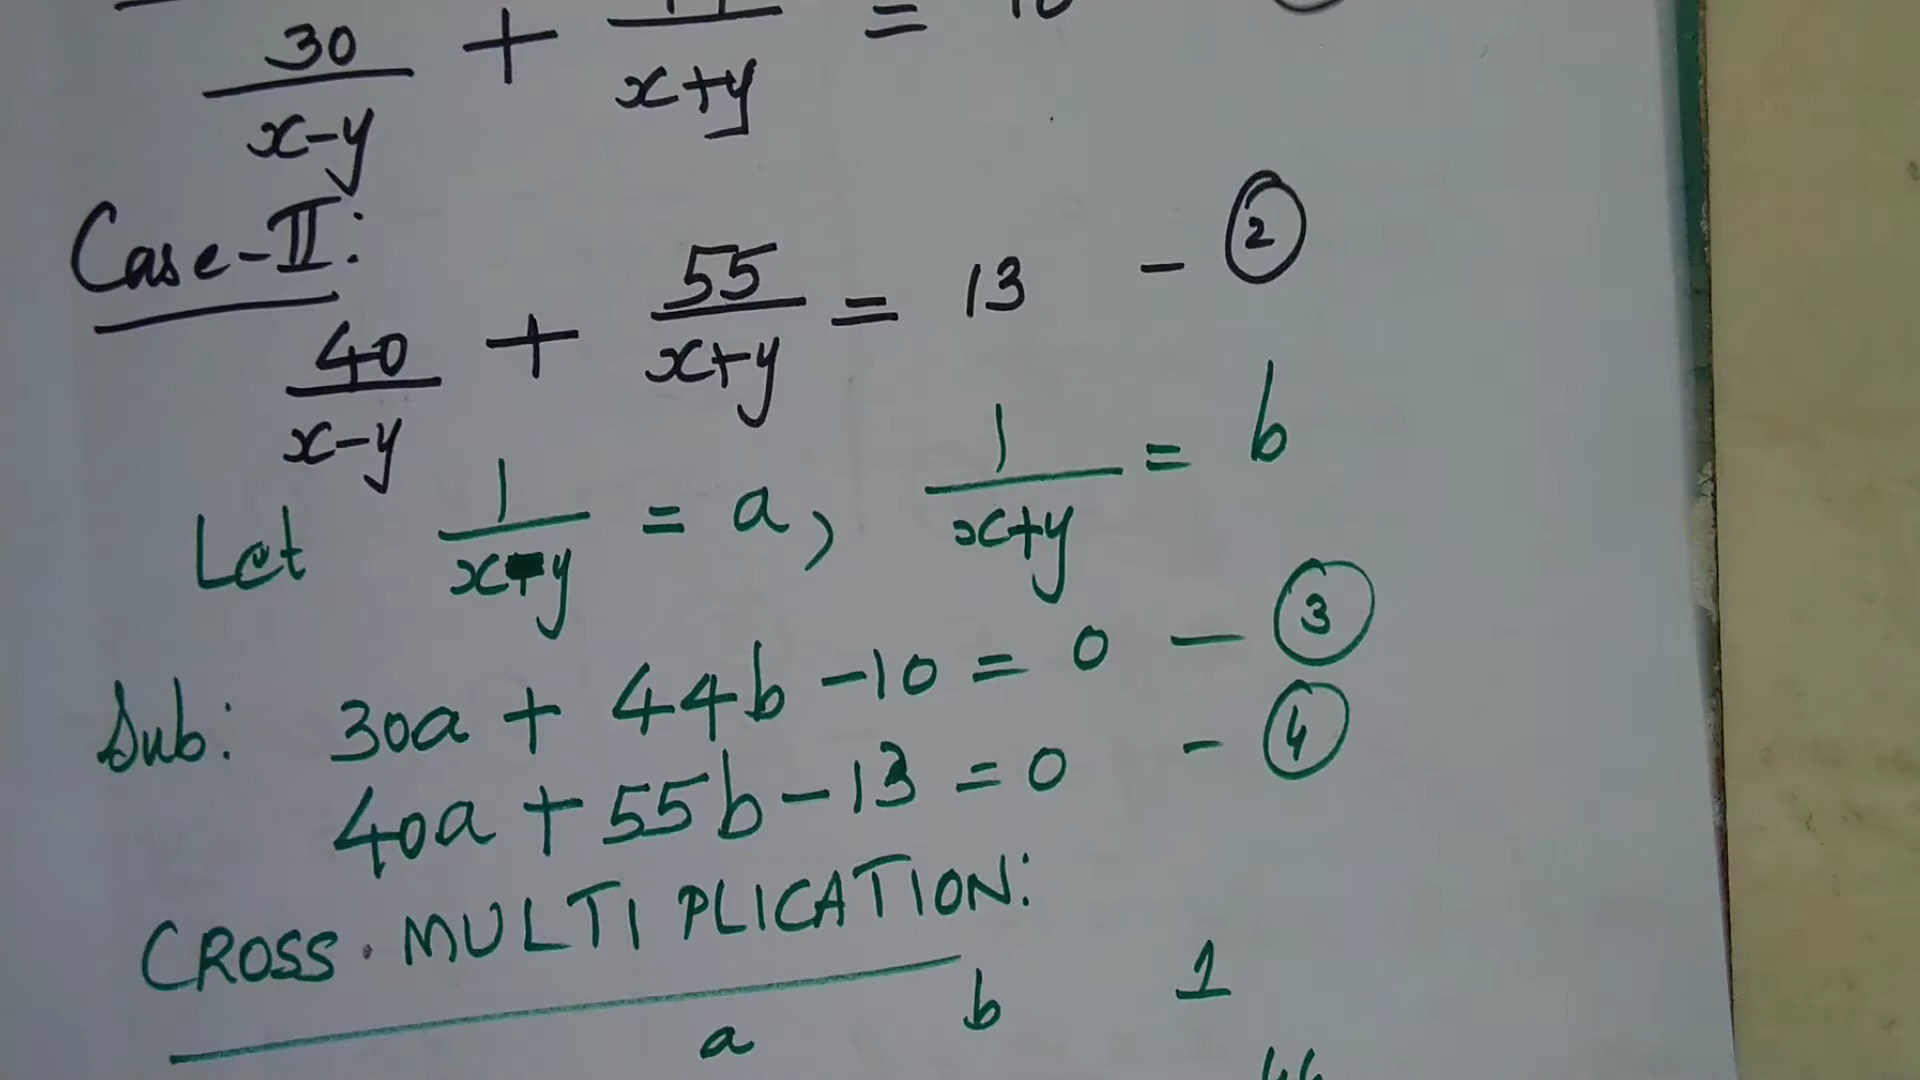 30/(x-y) + /(x+y) =
Case-II:
40/(x-y) + 55/(x+y) = 13 - ②
Let 1/(x-y) = a, 1/(x+y) = b
Sub: 30a + 44b -10 = 0 - ③
40a + 55b - 13 = 0 - ④
CROSS. MULTIPLICATION:
a b 1